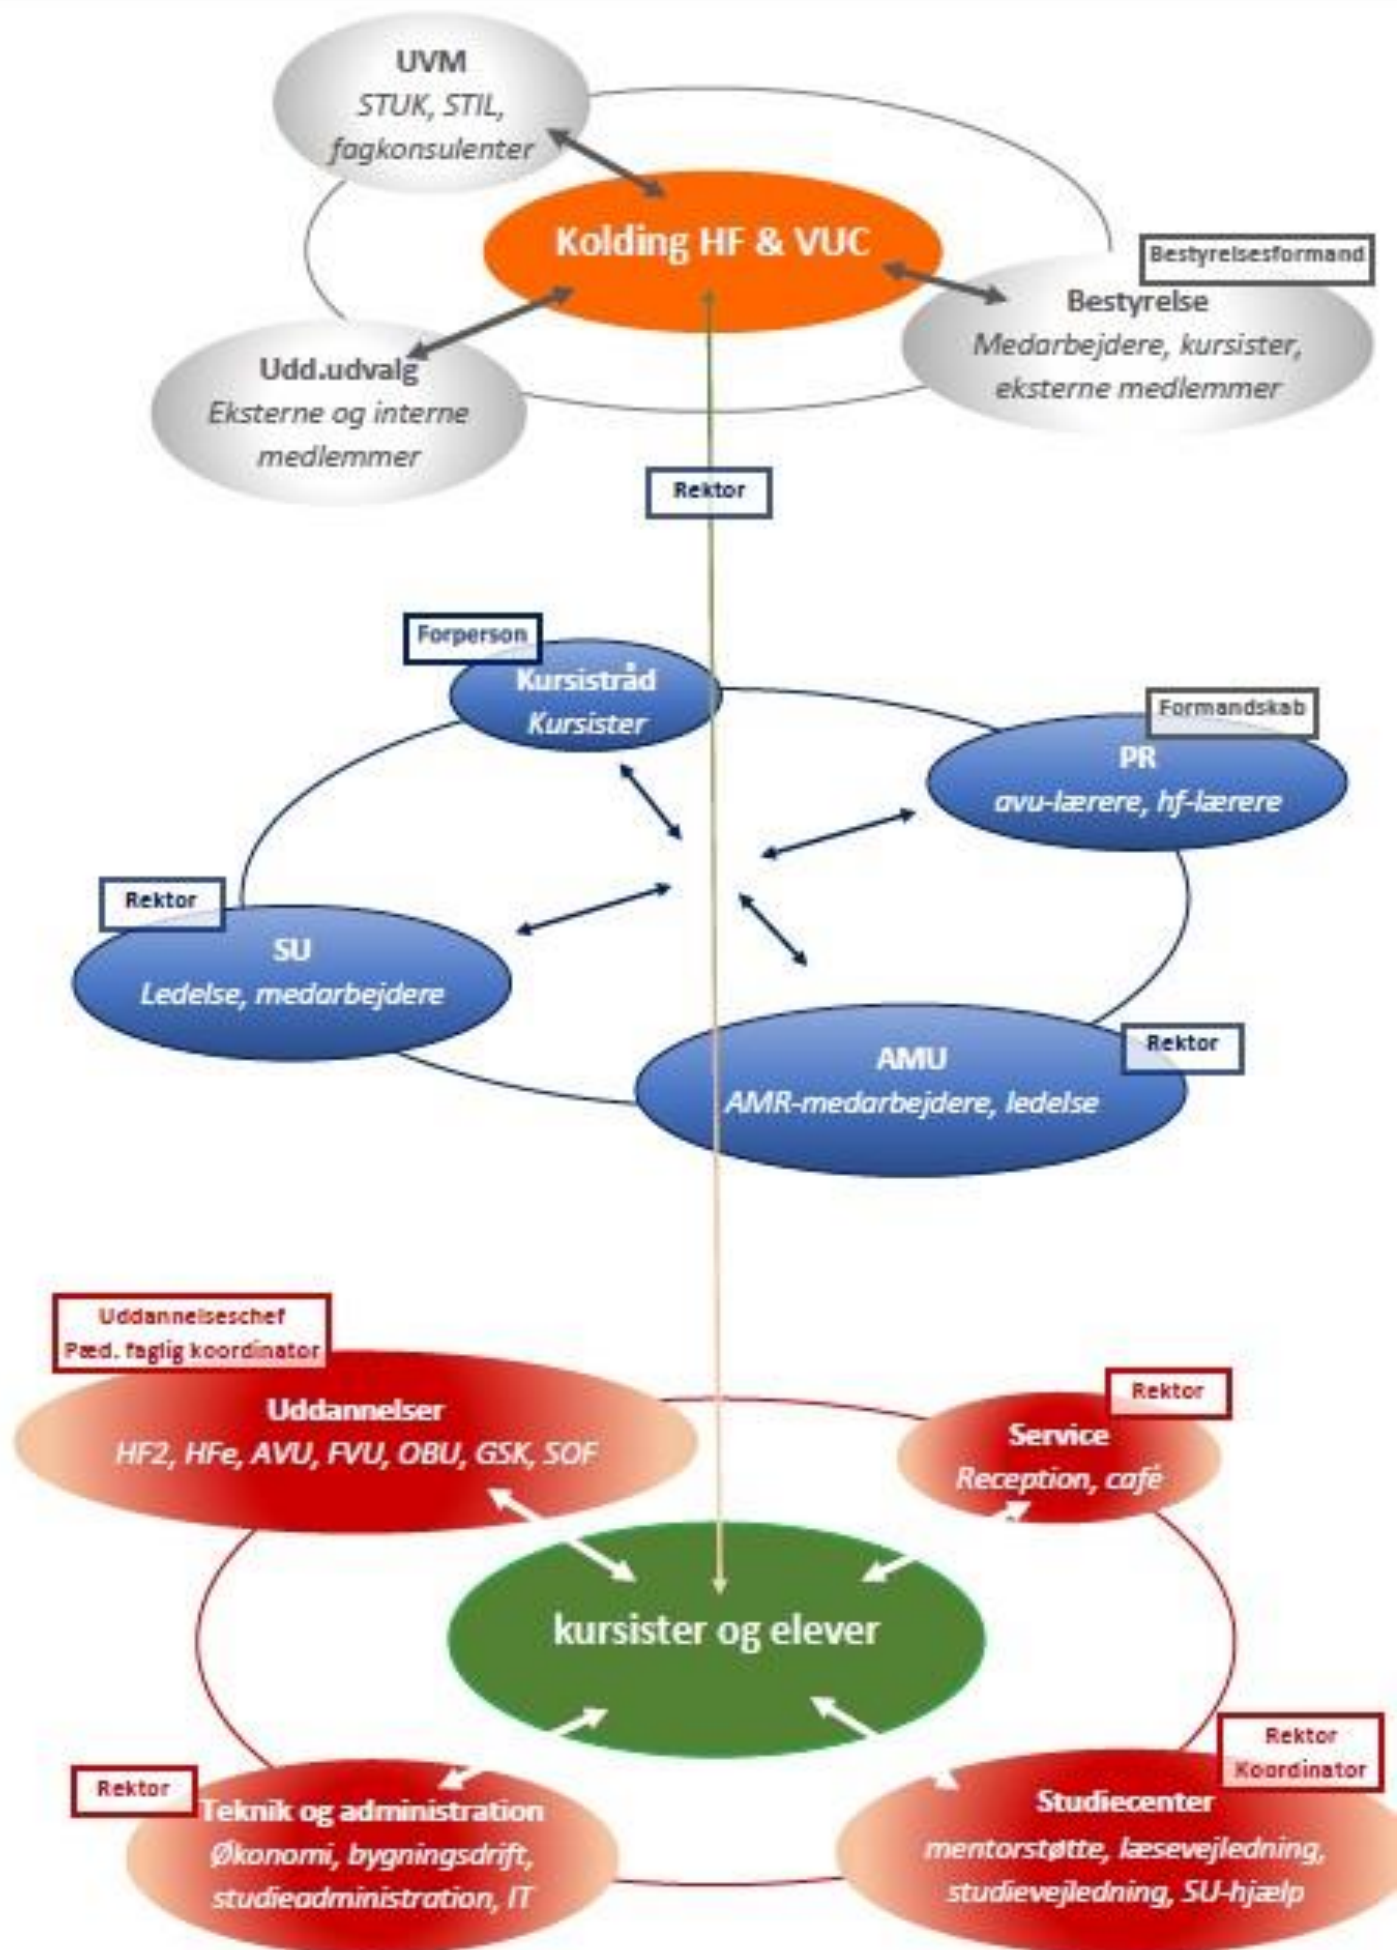 UVM
STUK, STIL,
fagkonsulenter
Kolding HF & VUC
Bestyrelsesformand
Bestyrelse
Medarbejdere, kursister,
eksterne medlemmer
Udd.udvalg
Eksterne og interne
medlemmer
Rektor
Forperson
Kursistråd
Kursister
Formandskab
PR
avu-lærere, hf-lærere
Rektor
SU
Ledelse, medarbejdere
Rektor
AMU
AMR-medarbejdere, ledelse
Uddannelseschef
Pæd. faglig koordinator
Uddannelser
HF2, HFe, AVU, FVU, OBU, GSK, SOF
Rektor
Service
Reception, café
kursister og elever
Rektor
Teknik og administration
Økonomi, bygningsdrift,
studieadministration, IT
Rektor
Koordinator
Studiecenter
mentorstøtte, læsevejledning,
studievejledning, SU-hjælp